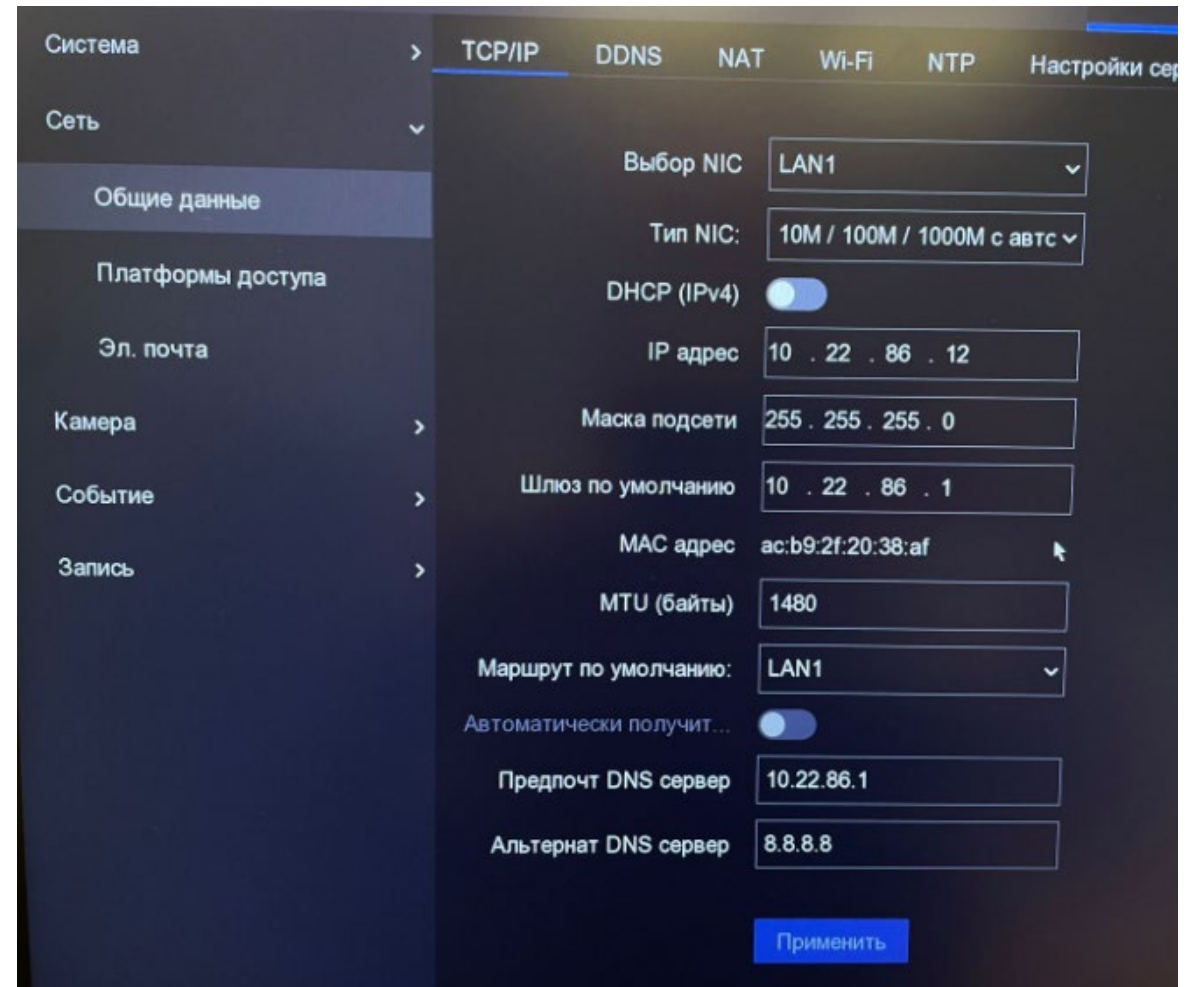 Система
Сеть
Общие данные
Платформы доступа
Эл. почта
Камера
Событие
Запись
TCP/IP DDNS NAT Wi-Fi NTP Настройки сер
Выбор NIC LAN1
Тип NIC: 10M / 100M / 1000M с автс
DHCP (IPv4)
IP адрес 10 . 22 . 86 . 12
Маска подсети 255 . 255 . 255 . 0
Шлюз по умолчанию 10 . 22 . 86 . 1
MAC адрес ac:b9:2f:20:38:af
MTU (байты) 1480
Маршрут по умолчанию: LAN1
Автоматически получит...
Предпочт DNS сервер 10.22.86.1
Альтернат DNS сервер 8.8.8.8
Применить